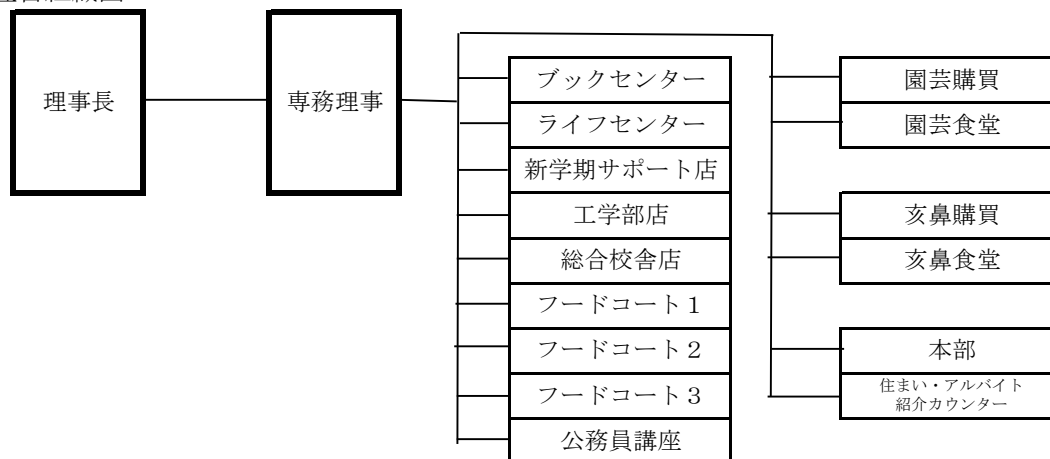 理事長
専務理事
ブックセンター
ライフセンター
新学期サポート店
工学部店
総合校舎店
フードコート１
フードコート２
フードコート３
公務員講座
園芸購買
園芸食堂
亥鼻購買
亥鼻食堂
本部
住まい・アルバイト
紹介カウンター